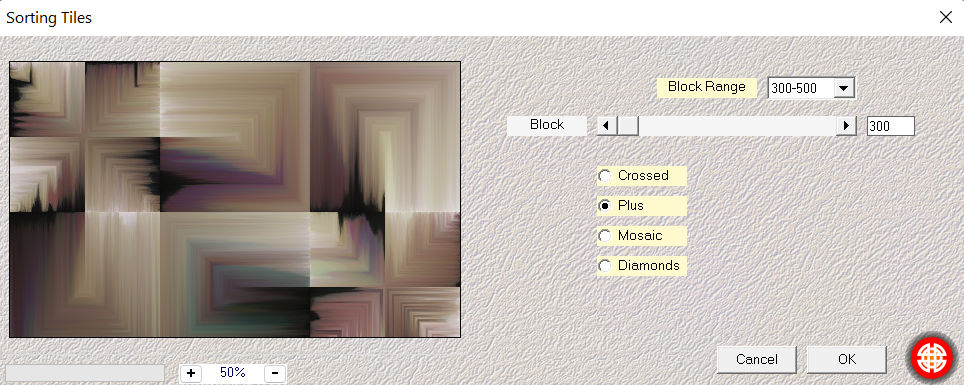 Sorting Tiles
Block Range
300-500
Block
300
Crossed
Plus
Mosaic
Diamonds
+ 50% -
Cancel
OK